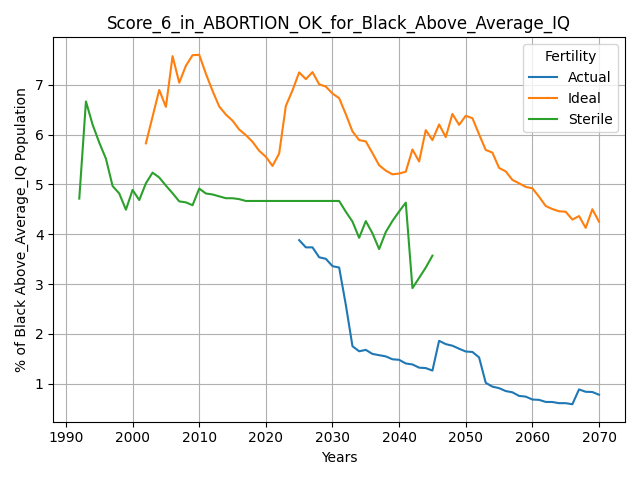 Score_6_in_ABORTION_OK_for_Black_Above_Average_IQ
Fertility
Actual
Ideal
Sterile
% of Black Above_Average_IQ Population
7
6
5
4
3
2
1
1990 2000 2010 2020 2030 2040 2050 2060 2070
Years